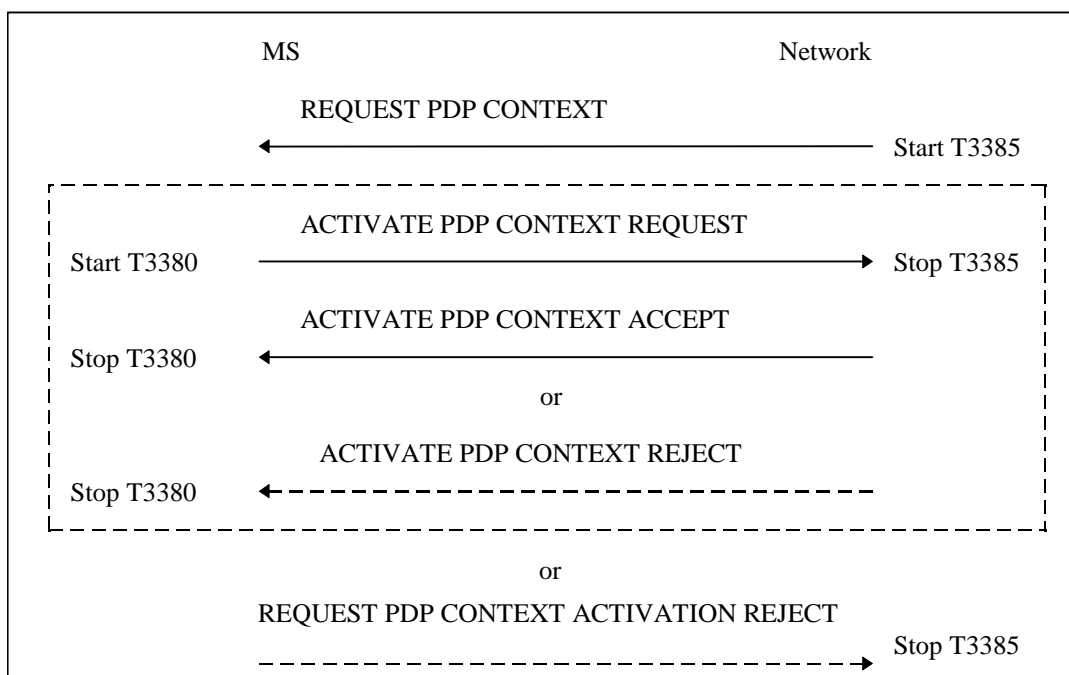 MS Network
REQUEST PDP CONTEXT
Start T3385
ACTIVATE PDP CONTEXT REQUEST
Start T3380 Stop T3385
ACTIVATE PDP CONTEXT ACCEPT
Stop T3380
or
ACTIVATE PDP CONTEXT REJECT
Stop T3380
or
REQUEST PDP CONTEXT ACTIVATION REJECT
Stop T3385